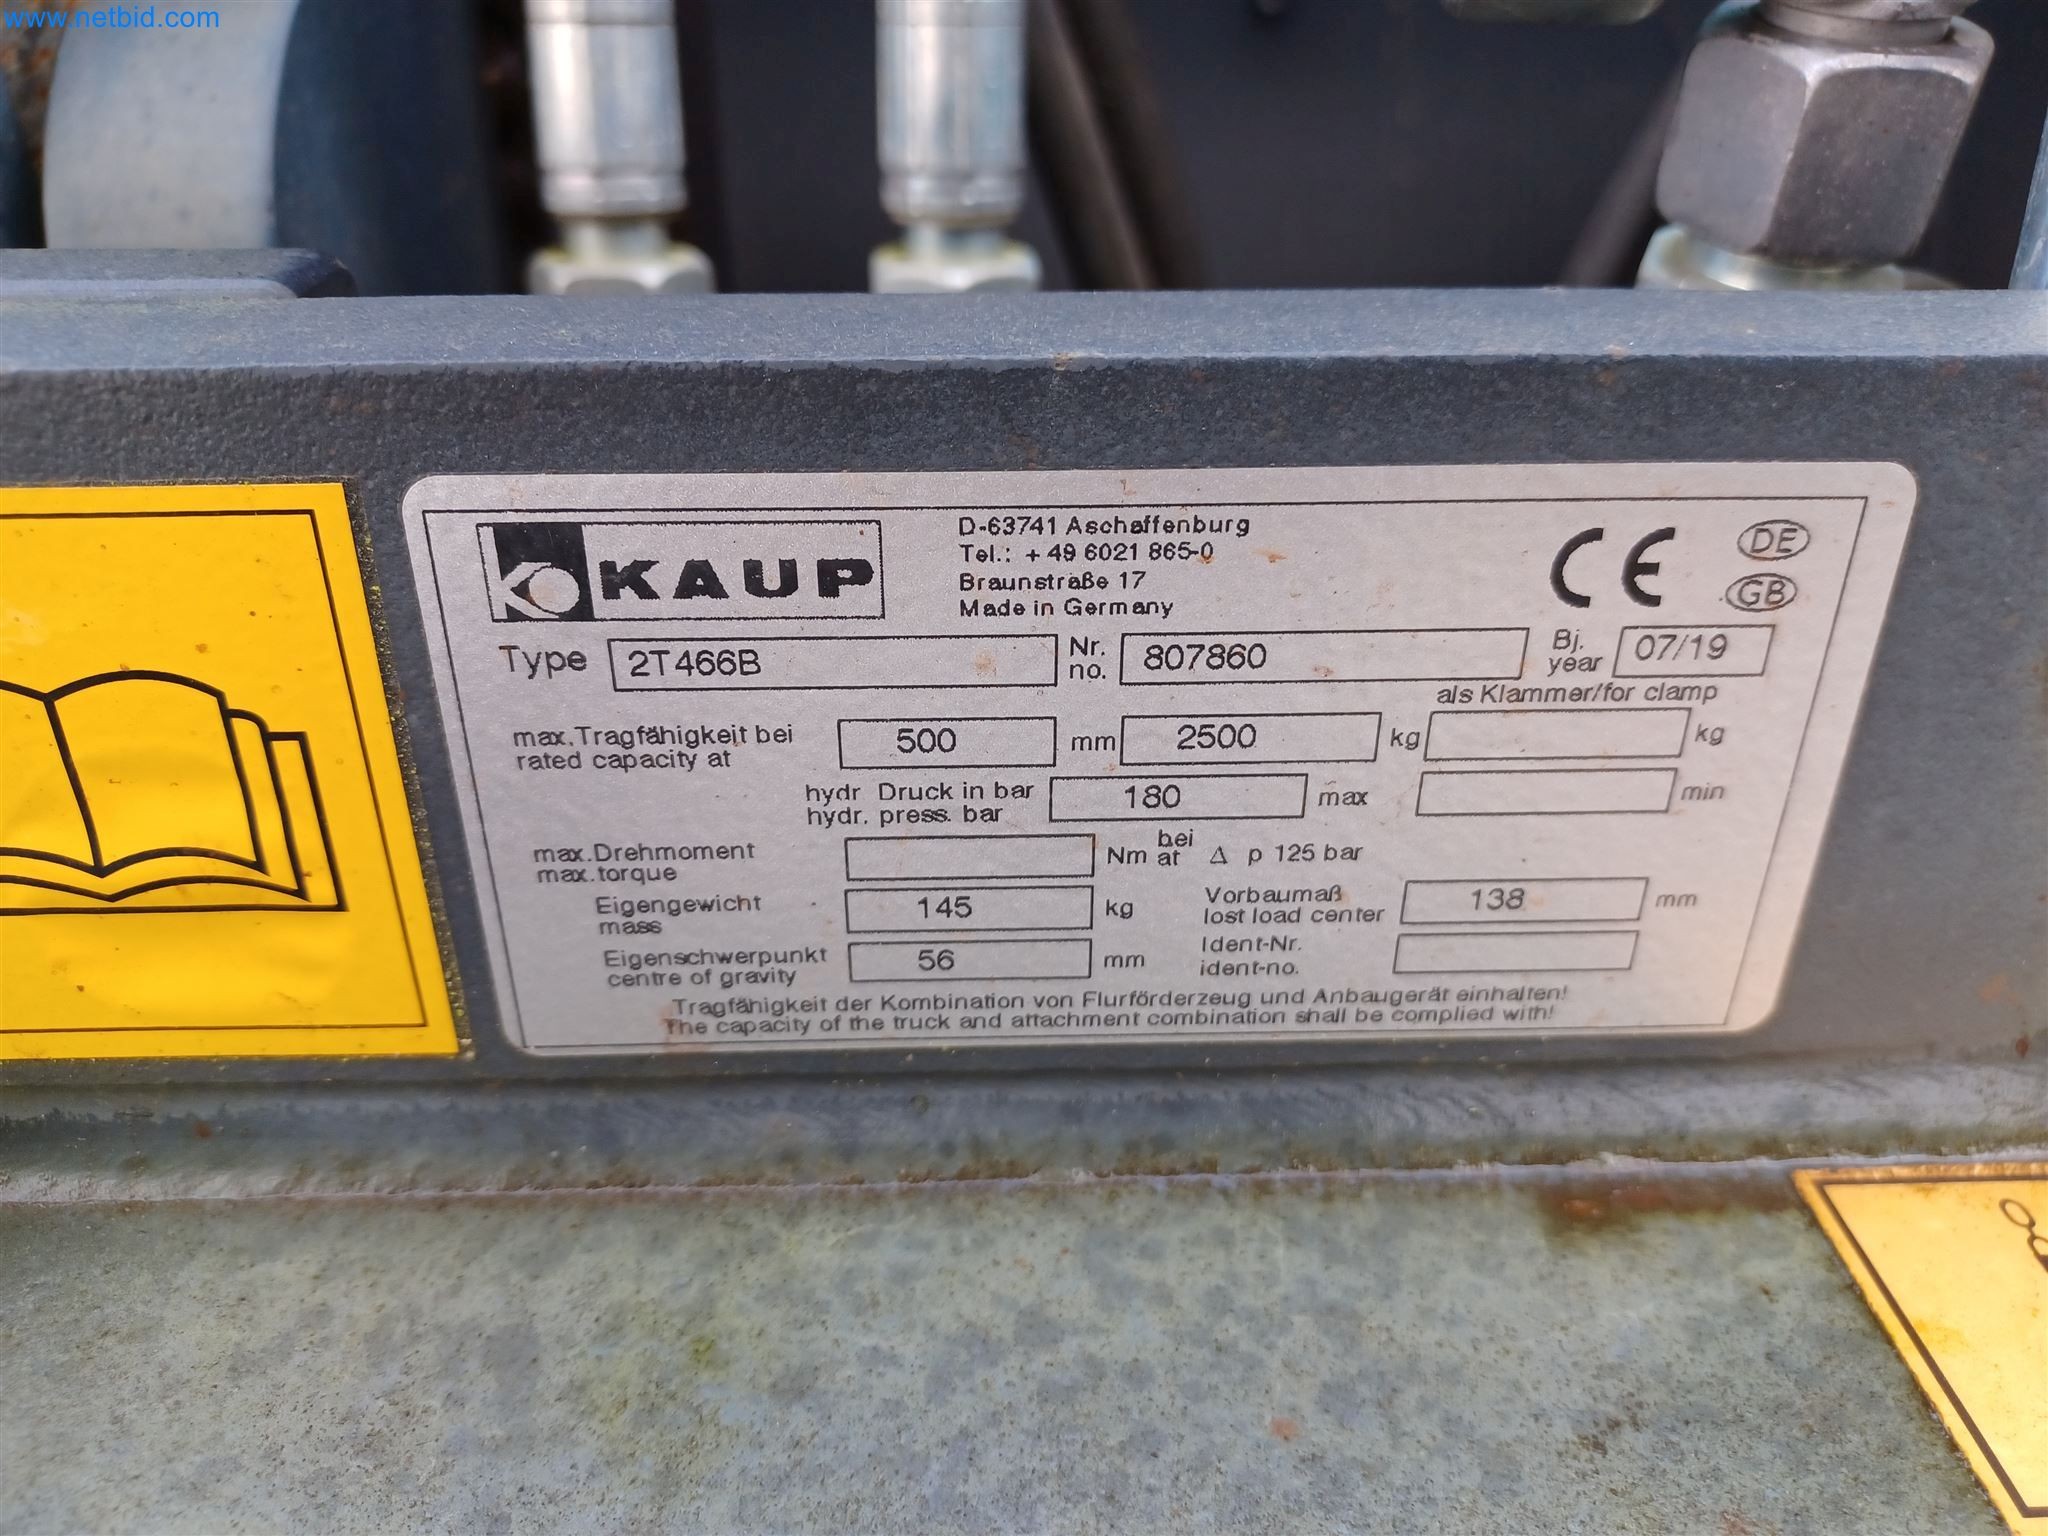 www.netbid.com
KAUP
D-63741 Aschaffenburg
Tel.: + 49 6021 865-0
Braunstraße 17
Made in Germany
CE
DE
GB
Type 2T466B Nr. no. 807860 Bj. year 07/19
als Klammer/for clamp
max.Tragfähigkeit bei
rated capacity at 500 mm 2500 kg kg
hydr Druck in bar
hydr. press. bar 180 max min
max.Drehmoment
max.torque Nm bei at Δ p 125 bar
Eigengewicht
mass 145 kg
Vorbaumaß
lost load center 138 mm
Eigenschwerpunkt
centre of gravity 56 mm
Ident-Nr.
ident-no.
Tragfähigkeit der Kombination von Flurförderzeug und Anbaugerät einhalten!
The capacity of the truck and attachment combination shall be complied with!